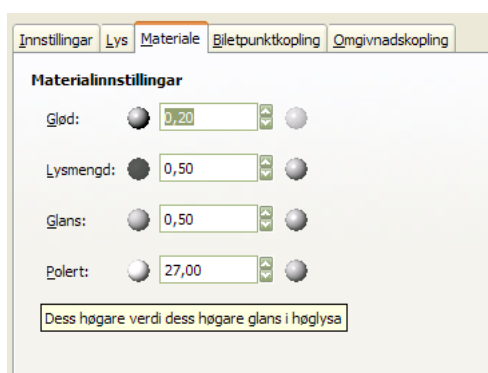 Innstillingar Lys Materiale Biletpunktkopling Omgivnadskopling
Materialinnstillingar
Glød: 0,20
Lysmengd: 0,50
Glans: 0,50
Polert: 27,00
Dess høgare verdi dess høgare glans i høglysa